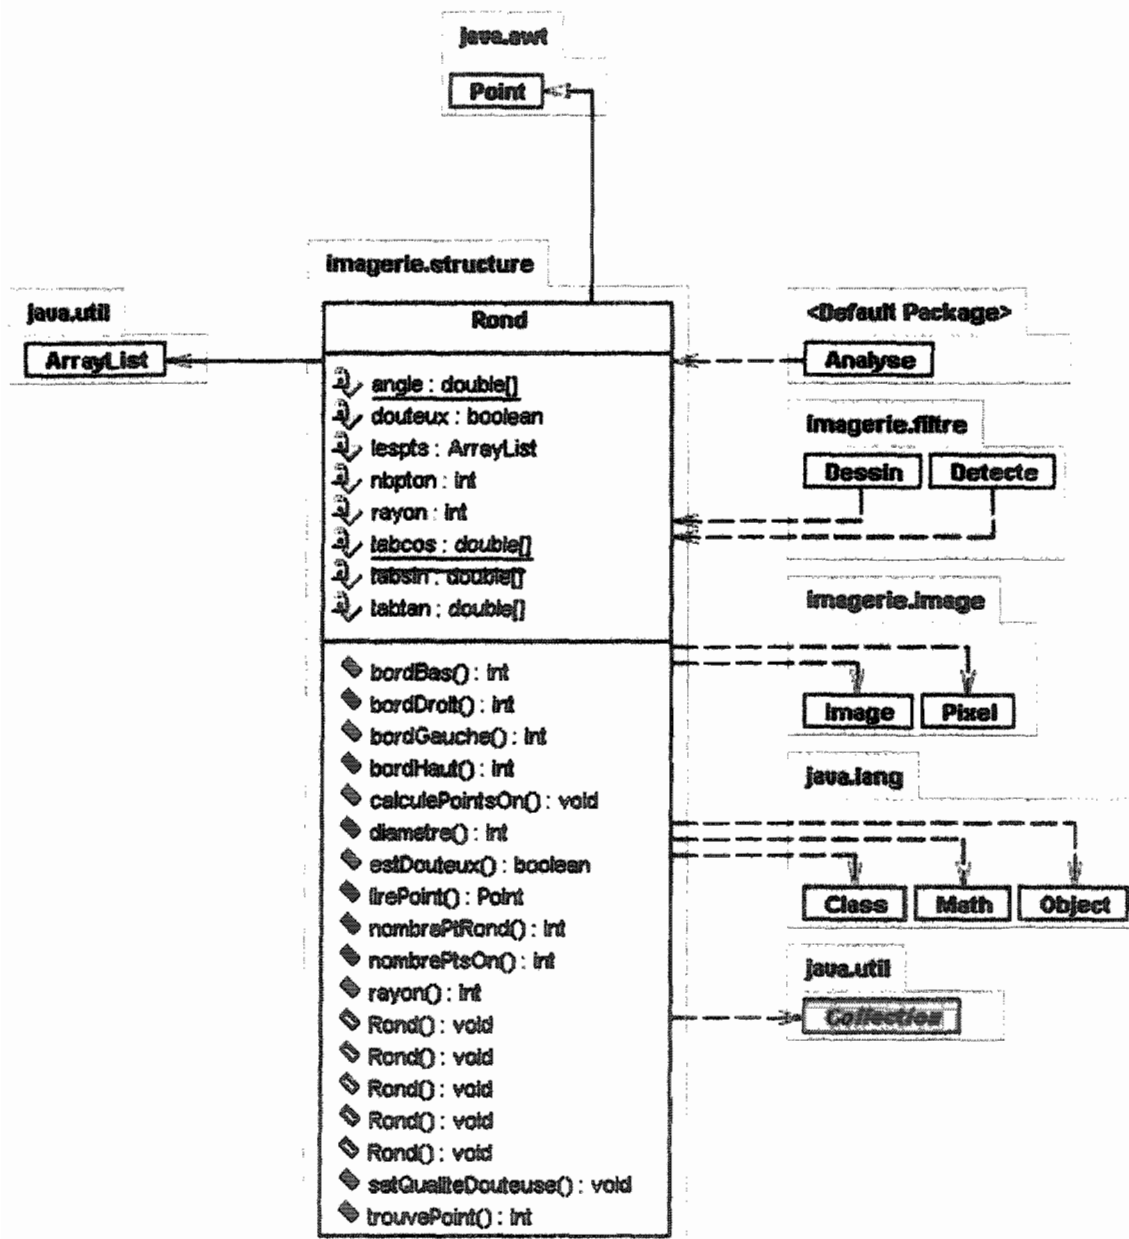 java.awt
Point
imagerie.structure
java.util
ArrayList
Rond
angle : double[]
douteux : boolean
lespts : ArrayList
nbpton : int
rayon : int
tabcos : double[]
tabsin : double[]
tabtan : double[]
bordBas() : int
bordDroit() : int
bordGauche() : int
bordHaut() : int
calculePointsOn() : void
diametre() : int
estDouteux() : boolean
lirePoint() : Point
nombrePtRond() : int
nombrePtsOn() : int
rayon() : int
Rond() : void
Rond() : void
Rond() : void
Rond() : void
Rond() : void
setQualiteDouteuse() : void
trouvePoint() : int
<Default Package>
Analyse
imagerie.filtre
Dessin Detecte
imagerie.image
Image Pixel
java.lang
Class Math Object
java.util
Collection